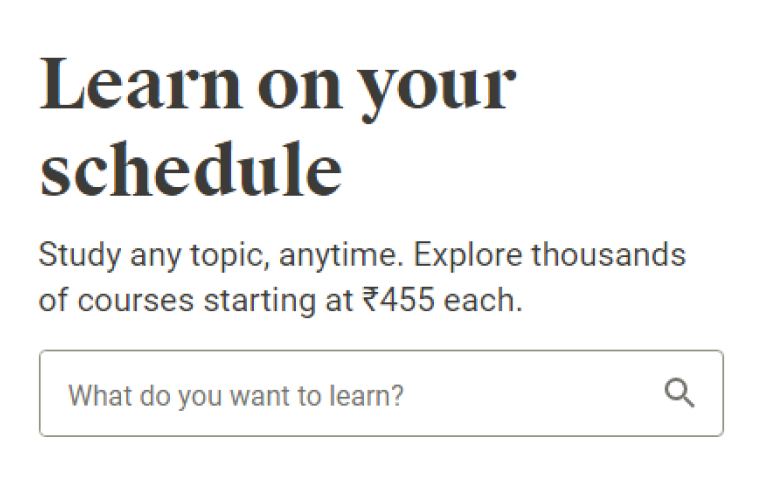 Learn on your
schedule
Study any topic, anytime. Explore thousands
of courses starting at ₹455 each.
What do you want to learn?